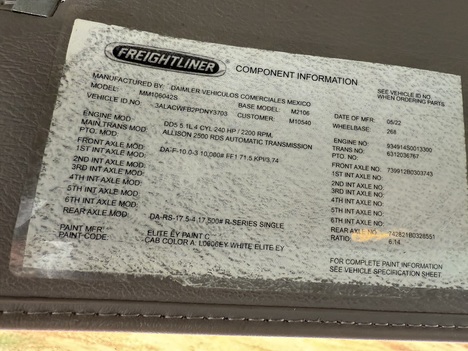 FREIGHTLINER
COMPONENT INFORMATION
SEE VEHICLE ID NO.
WHEN ORDERING PARTS
MANUFACTURED BY: DAIMLER VEHICULOS COMERCIALES MEXICO
MODEL: MM106042S BASE MODEL: M2106 MFR DATE: 08/22
VEHICLE ID.NO: 3ALACWFB2PDNY3703 CUSTOMER: M10540 WHEELBASE 268
ENGINE MOD: DD5 5.1L4 CYL 240 HP / 2200 RPM. ENGINE NO:
MAIN.TRANS MOD: ALLISON 2500 RDS AUTOMATIC TRANSMISSION TRANS NO:
PTO. MOD: PTO NO: 6312036767
FRONT AXLE MOD: DA-F-10.0-3 10,000# FF1 71.5 KPI/3.74 FRONT AXLE NO:
1ST INT AXLE MOD: 1ST INT AXLE NO:
2ND INT AXLE MOD: 2ND INT AXLE NO:
3RD INT AXLE MOD: 3RD INT AXLE NO:
4TH INT AXLE MOD: 4TH INT AXLE NO:
5TH INT AXLE MOD: 5TH INT AXLE NO:
6TH INT AXLE MOD: 6TH INT AXLE NO:
REAR AXLE MOD: DA-RS-17.5-4 17,500# R-SERIES SINGLE REAR AXLE NO:
RATIO: 6.14
PAINT MFR: ELITE EY PAINT C
PAINT-CODE: CAB COLOR A: L0006EY WHITE ELITE EY
FOR COMPLETE PAINT INFORMATION
SEE VEHICLE SPECIFICATION SHEET